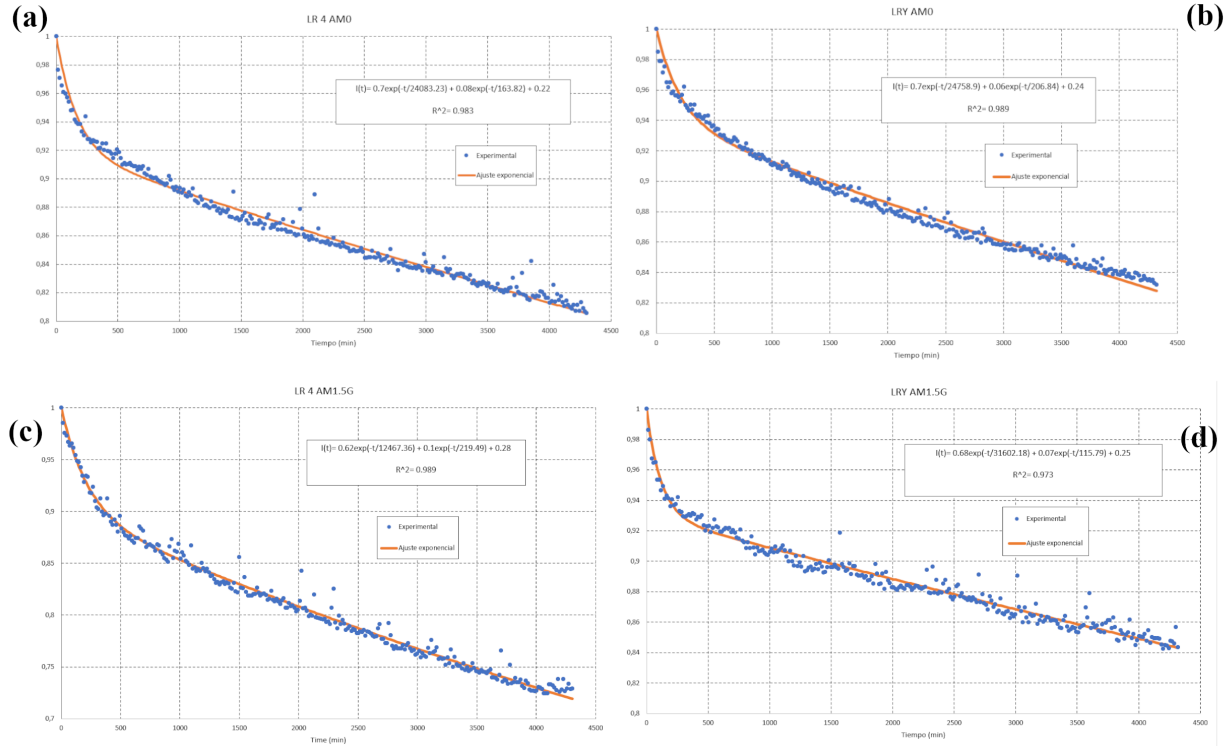 (a)
LR 4 AM0
1
0,98
0,96
0,94
0,92
0,9
0,88
0,86
0,84
0,82
0,8
I(t)= 0.7exp(-t/24083.23) + 0.08exp(-t/163.82) + 0.22
R^2= 0.983
Experimental
Ajuste exponencial
0 500 1000 1500 2000 2500 3000 3500 4000 4500
Tiempo (min)
(b)
LRY AM0
1
0,98
0,96
0,94
0,92
0,9
0,88
0,86
0,84
0,82
0,8
I(t)= 0.7exp(-t/24758.9) + 0.06exp(-t/206.84) + 0.24
R^2= 0.989
Experimental
Ajuste exponencial
0 500 1000 1500 2000 2500 3000 3500 4000 4500
Tiempo (min)
(c)
LR 4 AM1.5G
1
0,95
0,9
0,85
0,8
0,75
0,7
I(t)= 0.62exp(-t/12467.36) + 0.1exp(-t/219.49) + 0.28
R^2= 0.989
Experimental
Ajuste exponencial
0 500 1000 1500 2000 2500 3000 3500 4000 4500
Time (min)
(d)
LRY AM1.5G
1
0,98
0,96
0,94
0,92
0,9
0,88
0,86
0,84
0,82
0,8
I(t)= 0.68exp(-t/31602.18) + 0.07exp(-t/115.79) + 0.25
R^2= 0.973
Experimental
Ajuste exponencial
0 500 1000 1500 2000 2500 3000 3500 4000 4500
Tiempo (min)